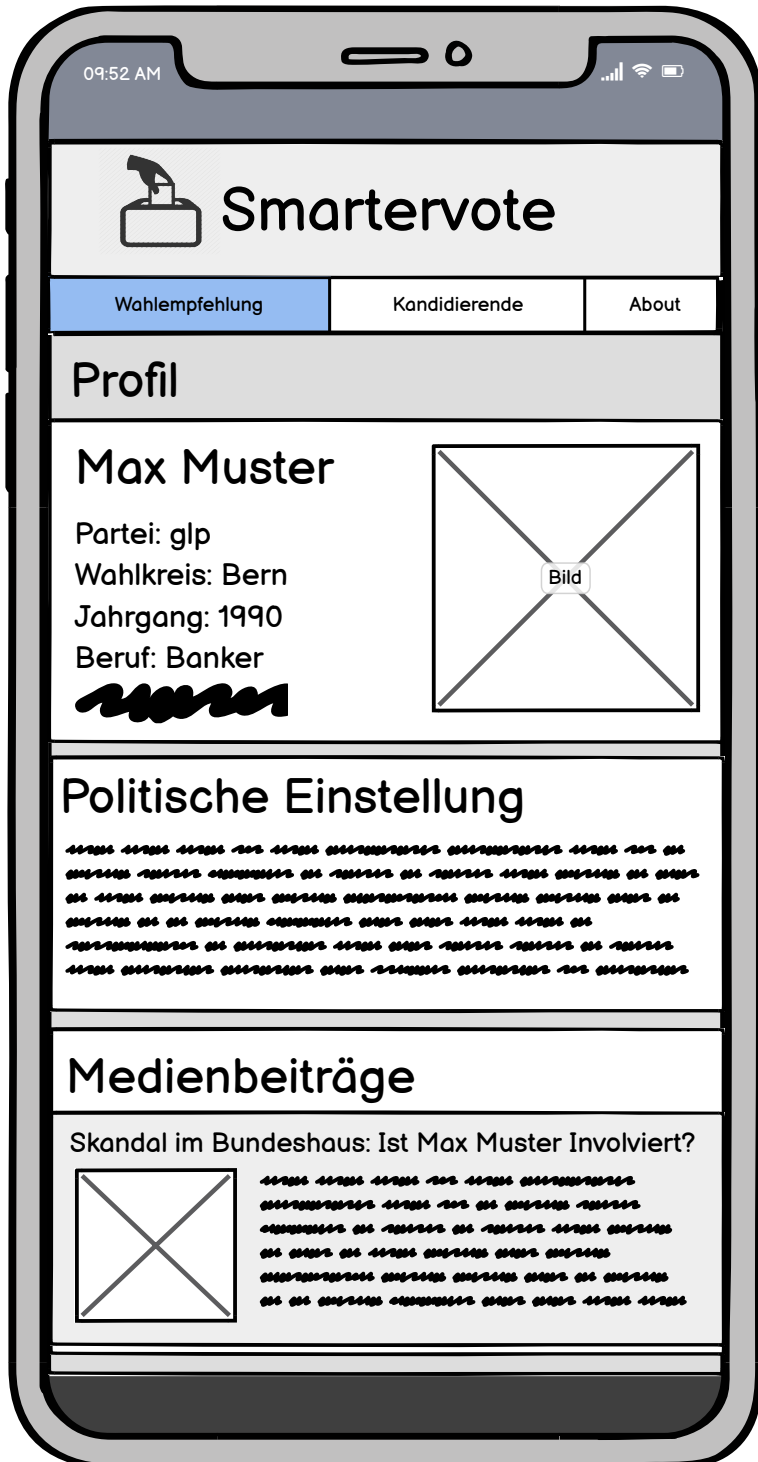 09:52 AM
Smartervote
Wahlempfehlung
Kandidierende
About
Profil
Max Muster
Partei: glp
Wahlkreis: Bern
Jahrgang: 1990
Beruf: Banker
Bild
Politische Einstellung
Medienbeiträge
Skandal im Bundeshaus: Ist Max Muster Involviert?